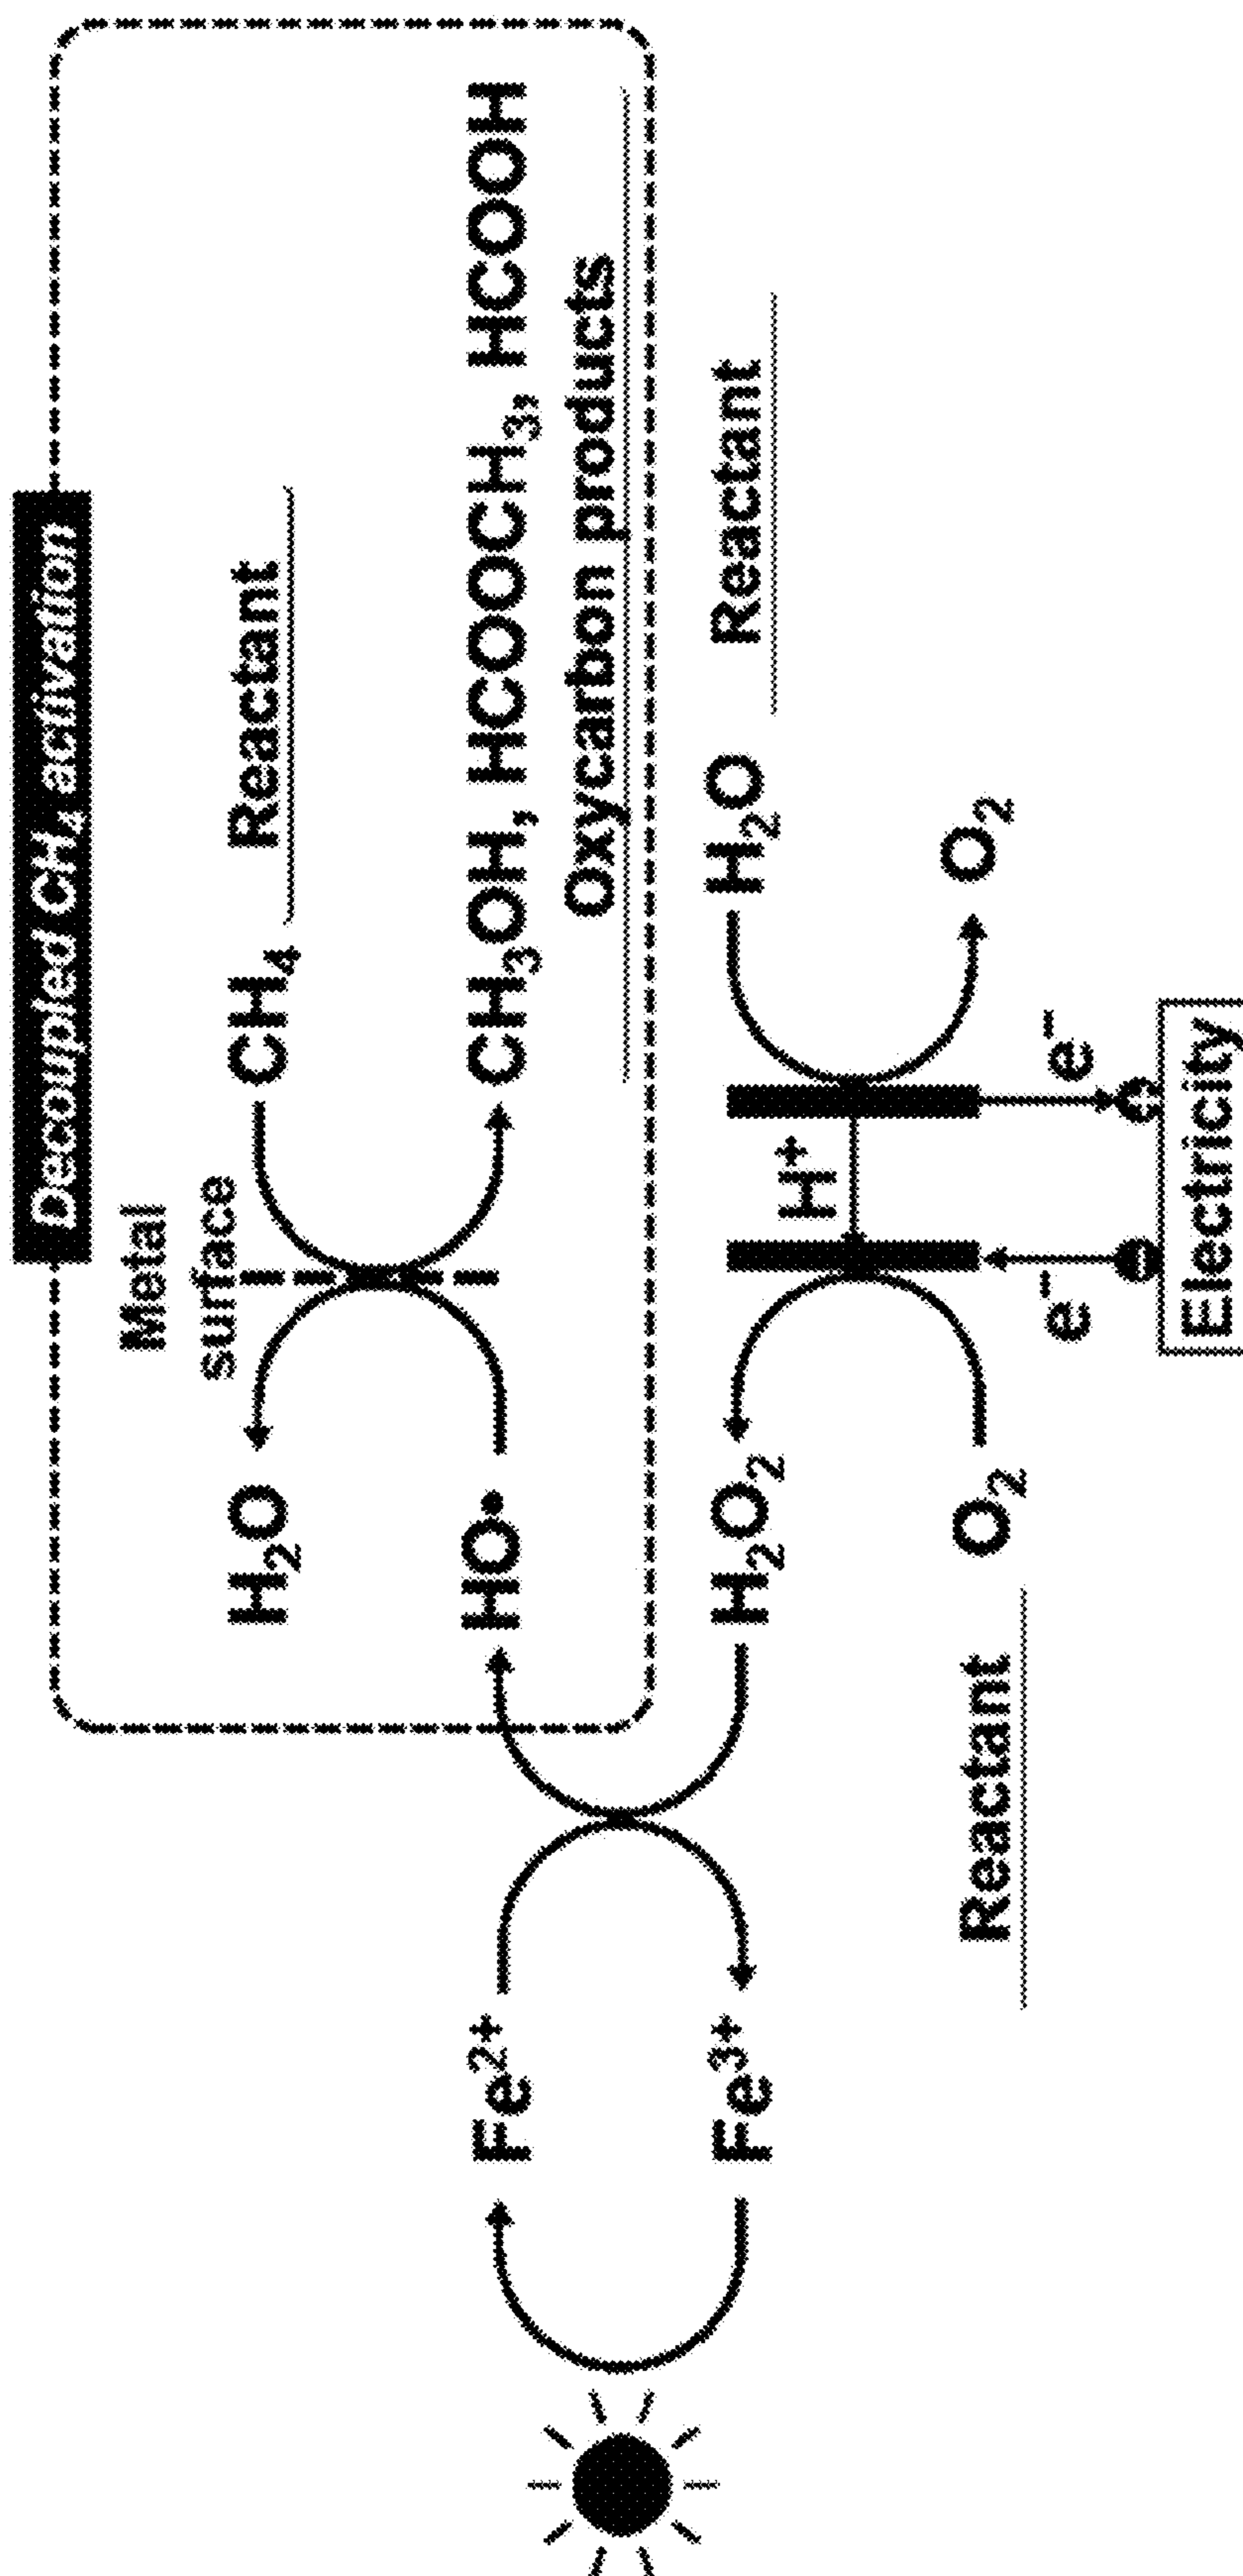 Decoupled CH₄ activation
Metal
surface
H₂O
CH₄
Reactant
HO•
CH₃OH, HCOOCH₃, HCOOH
Oxycarbon products
Fe²⁺
Fe³⁺
H₂O₂
H⁺
H₂O
Reactant
Reactant
O₂
O₂
e⁻
e⁻
Electricity